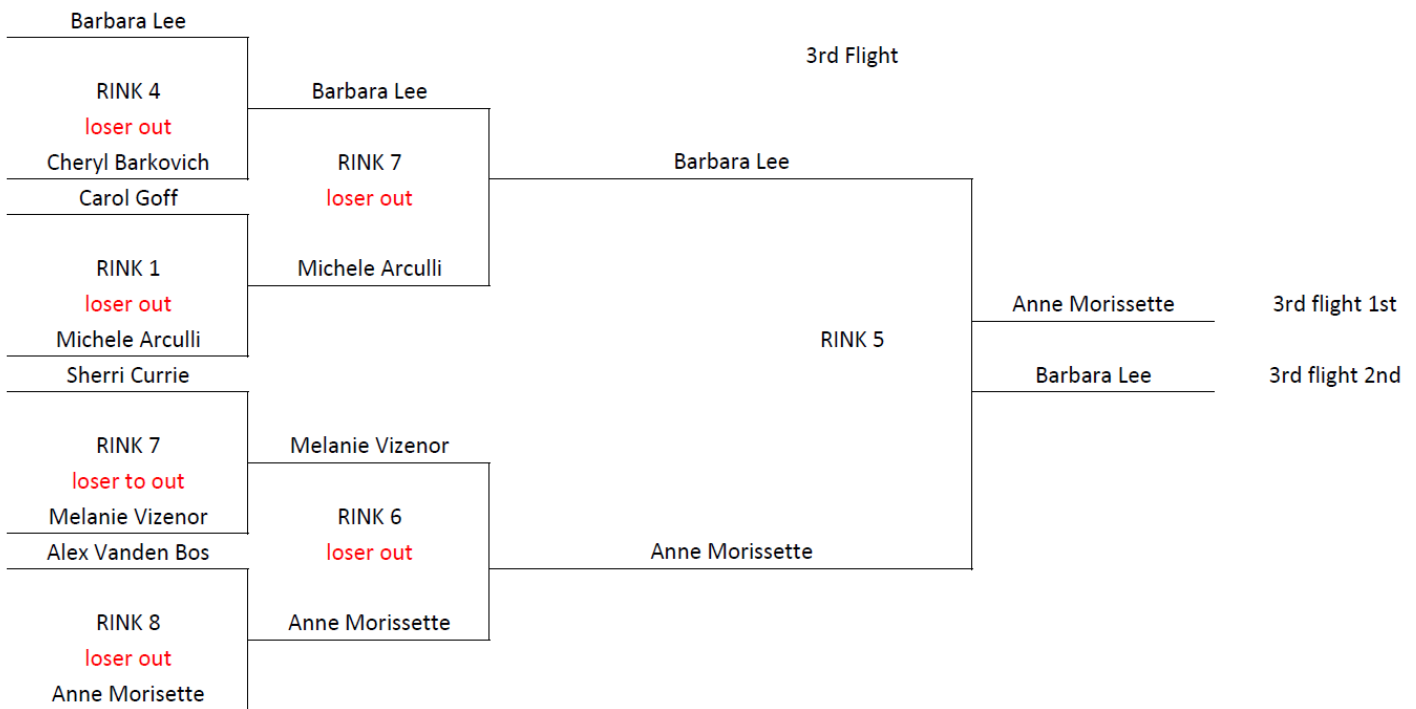 Barbara Lee
3rd Flight
RINK 4
Barbara Lee
loser out
Cheryl Barkovich
RINK 7
Barbara Lee
Carol Goff
loser out
RINK 1
Michele Arculli
loser out
Anne Morissette
3rd flight 1st
Michele Arculli
RINK 5
Sherri Currie
Barbara Lee
3rd flight 2nd
RINK 7
Melanie Vizenor
loser to out
Melanie Vizenor
RINK 6
Alex Vanden Bos
loser out
Anne Morissette
RINK 8
Anne Morissette
loser out
Anne Morisette